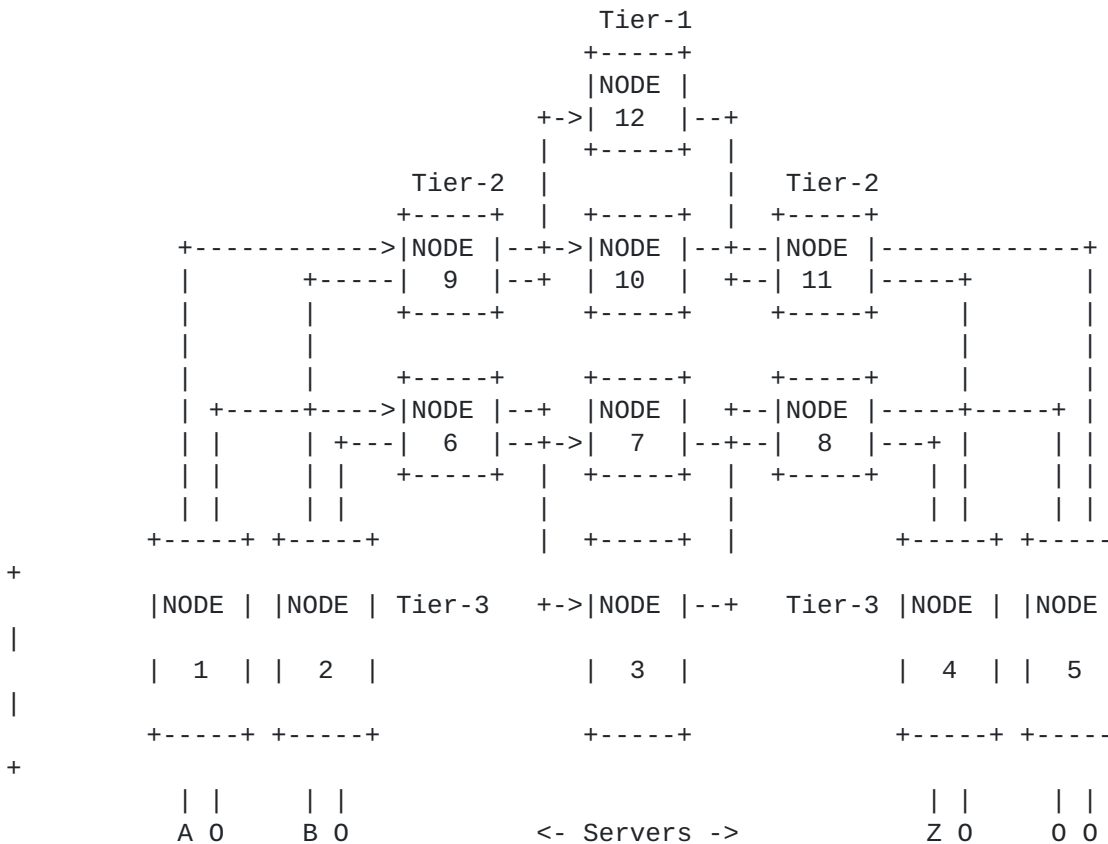 Tier-1
NODE
12
Tier-2 Tier-2
NODE NODE NODE
9 10 11
NODE NODE NODE
6 7 8
NODE NODE Tier-3 NODE Tier-3 NODE NODE
1 2 3 4 5
A O B O <- Servers -> Z O O O